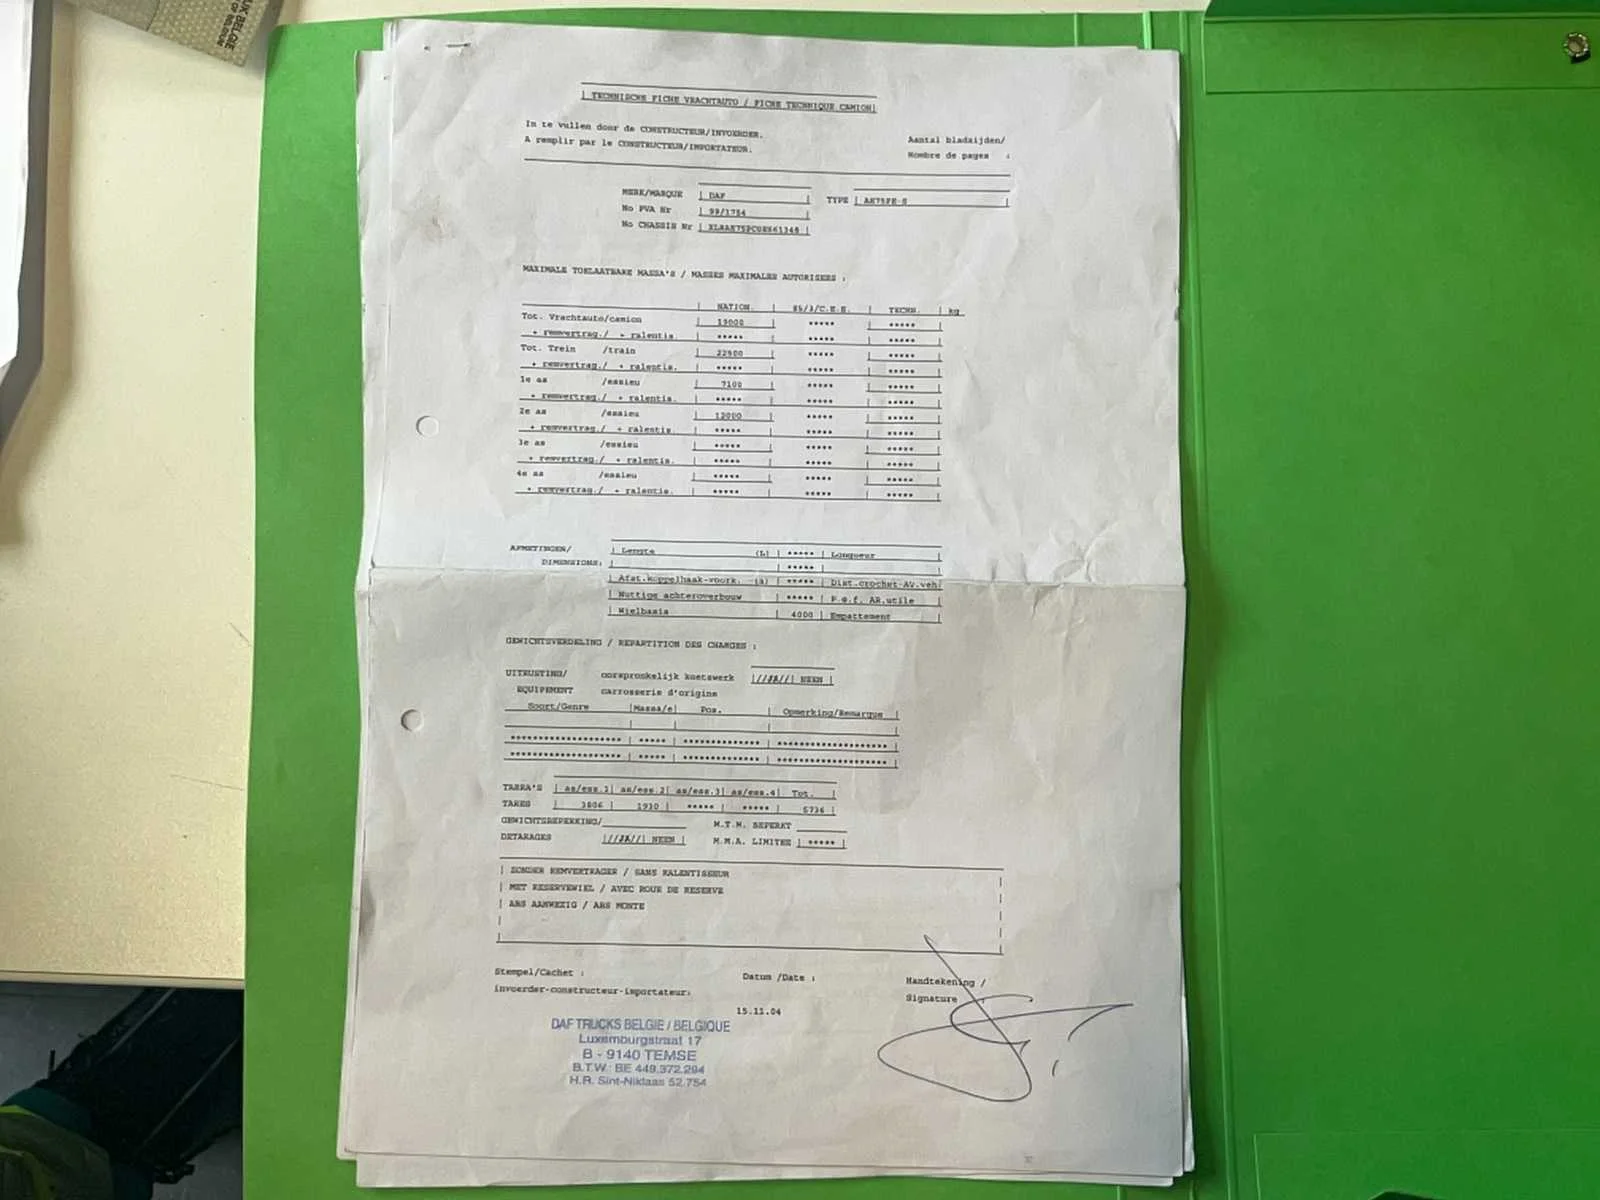 UK BELGIE
OF BELGIUM
| TECHNISCHE FICHE VRACHTAUTO / FICHE TECHNIQUE CAMION|
In te vullen door de CONSTRUCTEUR/INVOERDER.
A remplir par le CONSTRUCTEUR/IMPORTATEUR.
Aantal bladzijden/
Nombre de pages :
MERK/MARQUE | DAF | TYPE | AE75PE-S |
No PVA Nr | 99/1754 |
No CHASSIS Nr
MAXIMALE TOELAATBARE MASSA'S / MASSES MAXIMALES AUTORISEES :
| NATION. | 85/3/C.E.E. | TECHN. | kg
Tot. Vrachtauto/camion | 19000 | ***** | ***** |
+ remvertrag./ + ralentis. | ***** | ***** | ***** |
Tot. Trein /train | 22500 | ***** | ***** |
+ remvertrag./ + ralentis. | ***** | ***** | ***** |
1e as /essieu | 7100 | ***** | ***** |
+ remvertrag./ + ralentis. | ***** | ***** | ***** |
2e as /essieu | 12000 | ***** | ***** |
+ remvertrag./ + ralentis. | ***** | ***** | ***** |
3e as /essieu | ***** | ***** | ***** |
+ remvertrag./ + ralentis. | ***** | ***** | ***** |
4e as /essieu | ***** | ***** | ***** |
+ remvertrag./ + ralentis. | ***** | ***** | ***** |
AFMETINGEN/ | Lengte (L) | ***** | Longueur |
DIMENSIONS: | | ***** | |
| Afst.koppelhaak-voork. (a) | ***** | Dist.crochet-AV.veh|
| Nuttige achteroverbouw | ***** | P.à.f. AR.utile |
| Wielbasis | 4000 | Empattement |
GEWICHTSVERDELING / REPARTITION DES CHARGES :
UITRUSTING/ oorspronkelijk koetswerk |//JA//| NEEN |
EQUIPEMENT carrosserie d'origine
Soort/Genre |Massa/e| Pos. | Opmerking/Remarque |
******************** | ***** | ************** | ******************** |
******************** | ***** | ************** | ******************** |
TARRA'S | as/ess.1| as/ess.2| as/ess.3| as/ess.4| Tot. |
TARES | 3806 | 1930 | ***** | ***** | 5736 |
GEWICHTSBEPERKING/ M.T.M. BEPERKT
DETARAGES |//JA//| NEEN | M.M.A. LIMITEE | ***** |
| ZONDER REMVERTRAGER / SANS RALENTISSEUR
| MET RESERVEWIEL / AVEC ROUE DE RESERVE
| ABS AANWEZIG / ABS MONTE
Stempel/Cachet :
invoerder-constructeur-importateur:
Datum /Date :
15.11.04
Handtekening /
Signature :
DAF TRUCKS BELGIE / BELGIQUE
Luxemburgstraat 17
B - 9140 TEMSE
B.T.W.: BE 449.372.294
H.R. Sint-Niklaas 52.754